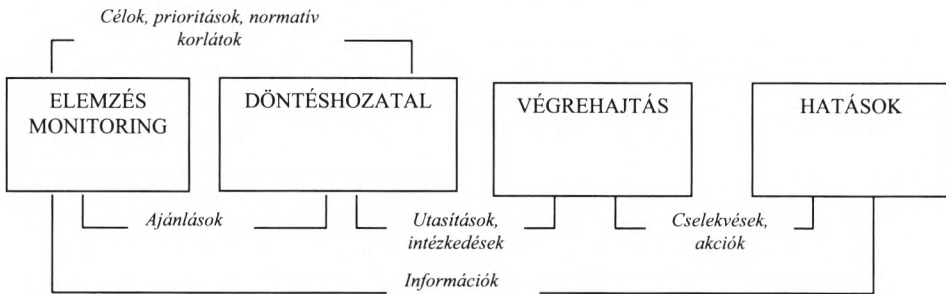 Célok, prioritások, normatív
korlátok
ELEMZÉS
MONITORING
DÖNTÉSHOZATAL
VÉGREHAJTÁS
HATÁSOK
Ajánlások
Utasítások,
intézkedések
Cselekvések,
akciók
Információk